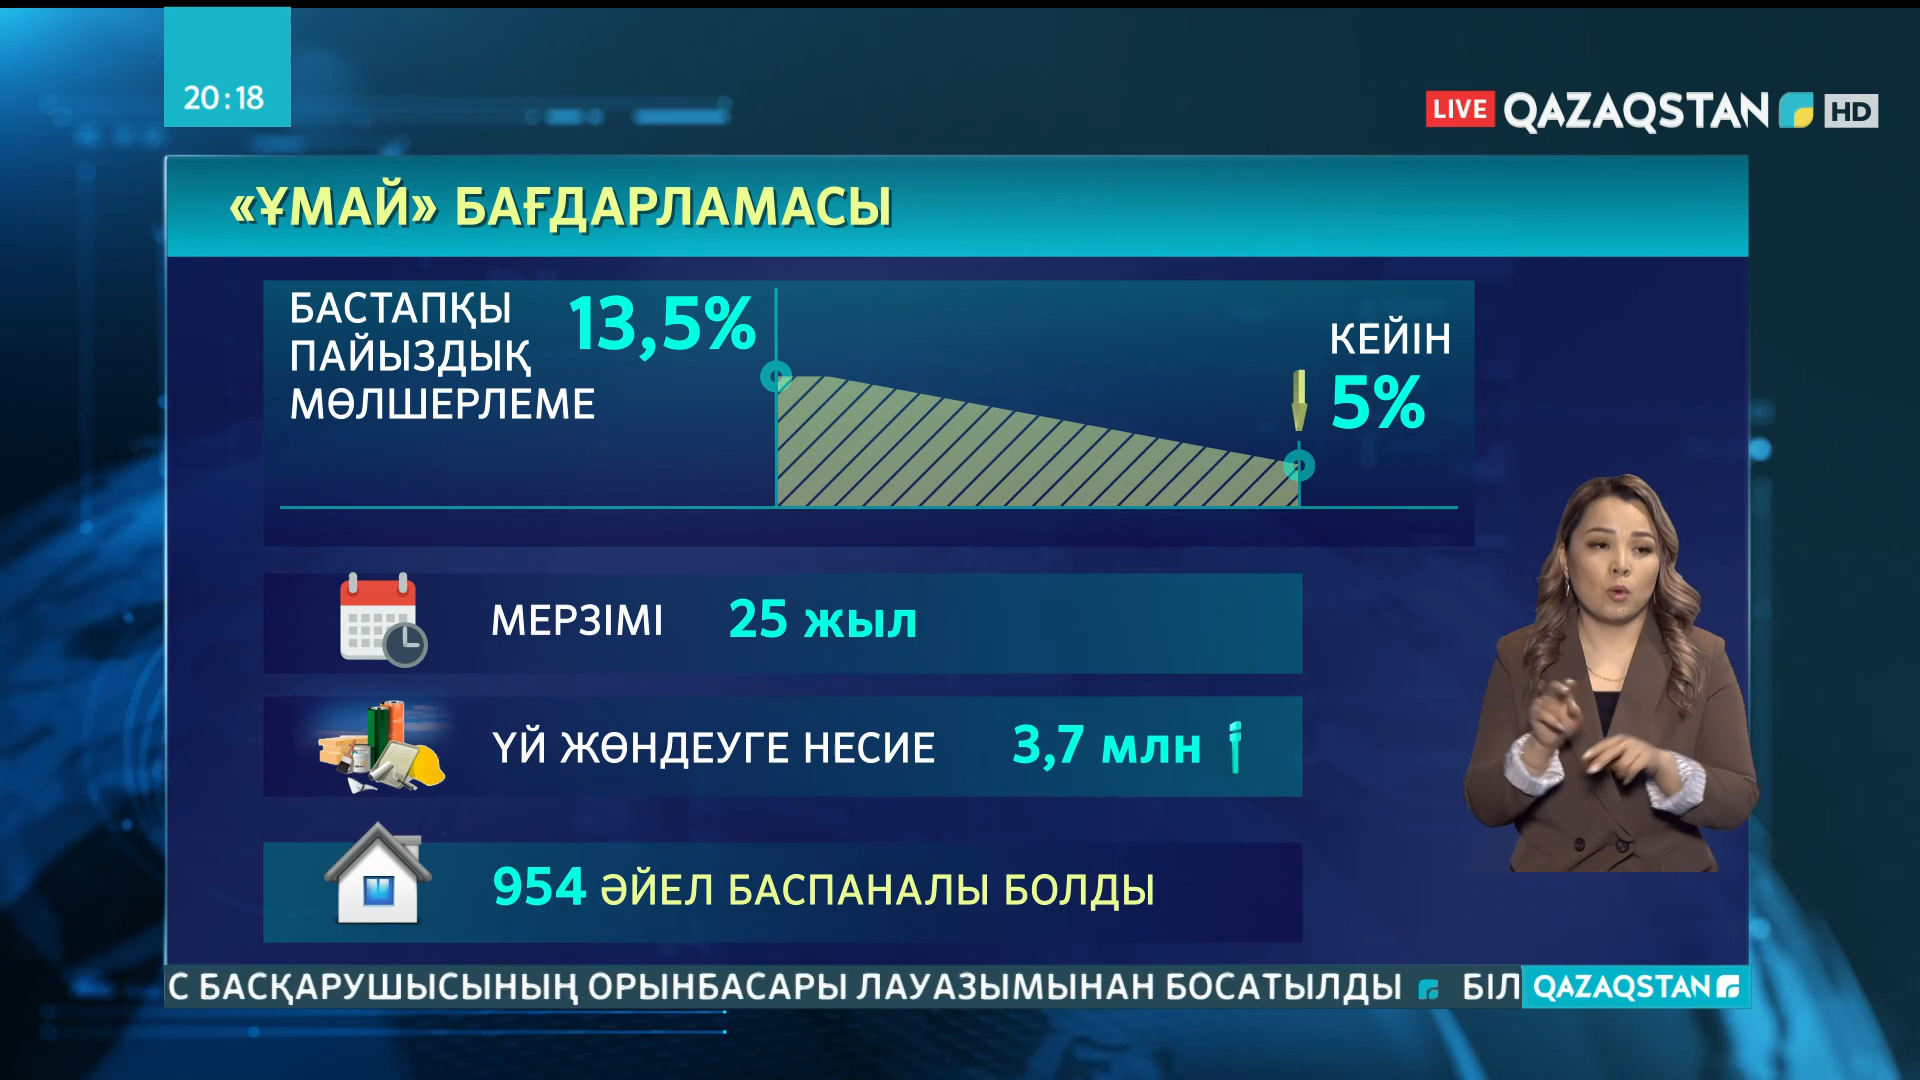 20:18
LIVE QAZAQSTAN HD
«ҰМАЙ» БАҒДАРЛАМАСЫ
БАСТАПҚЫ
ПАЙЫЗДЫҚ
МӨЛШЕРЛЕМЕ
13,5%
КЕЙІН
5%
МЕРЗІМІ 25 жыл
ҮЙ ЖӨНДЕУГЕ НЕСИЕ 3,7 млн
954 ӘЙЕЛ БАСПАНАЛЫ БОЛДЫ
С БАСҚАРУШЫСЫНЫҢ ОРЫНБАСАРЫ ЛАУАЗЫМЫНАН БОСАТЫЛДЫ БІЛ QAZAQSTAN